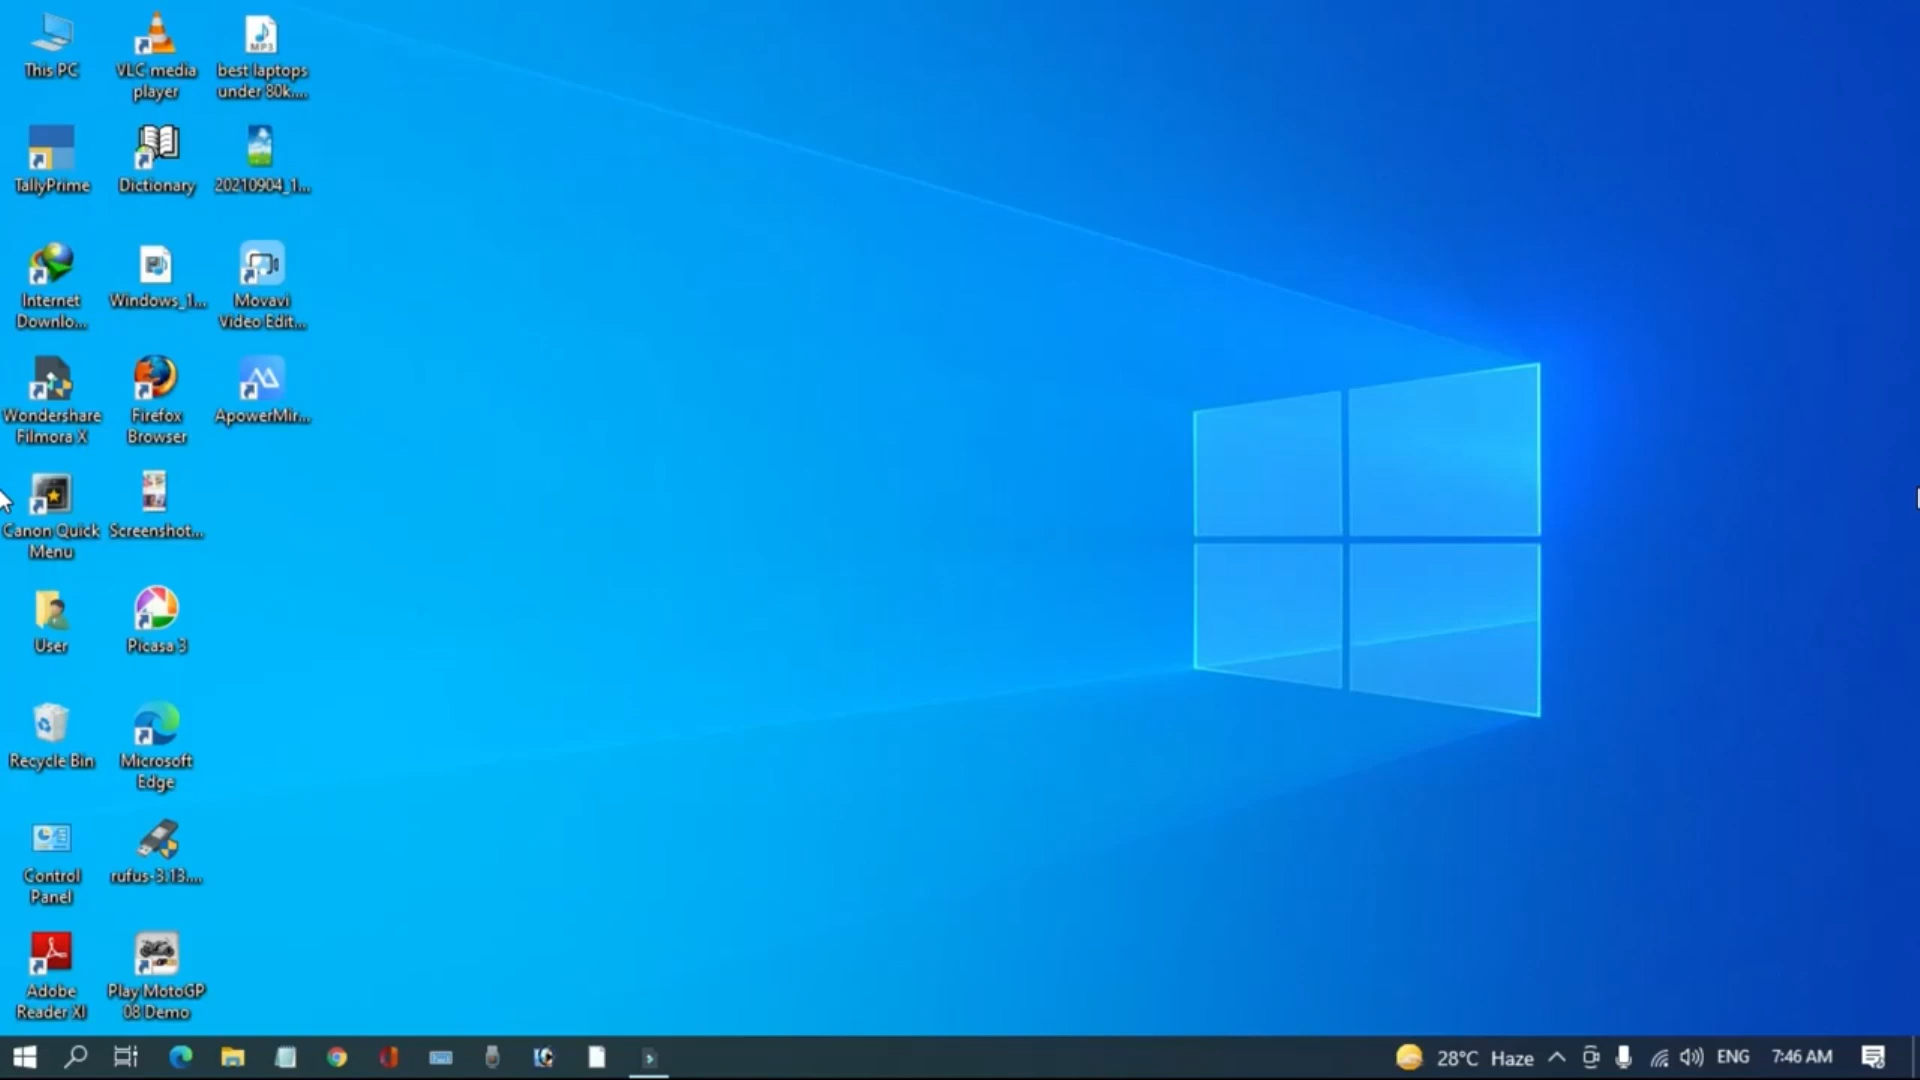 This PC
VLC media
player
best laptops
under 80k....
TallyPrime
Dictionary
20210904_1...
Internet
Downlo...
Windows_1...
Movavi
Video Edit...
Wondershare
Filmora X
Firefox
Browser
ApowerMir...
Canon Quick
Menu
Screenshot...
User
Picasa 3
Recycle Bin
Microsoft
Edge
Control
Panel
rufus-3.13....
Adobe
Reader XI
Play MotoGP
08 Demo
MP3
28°C Haze
ENG
7:46 AM